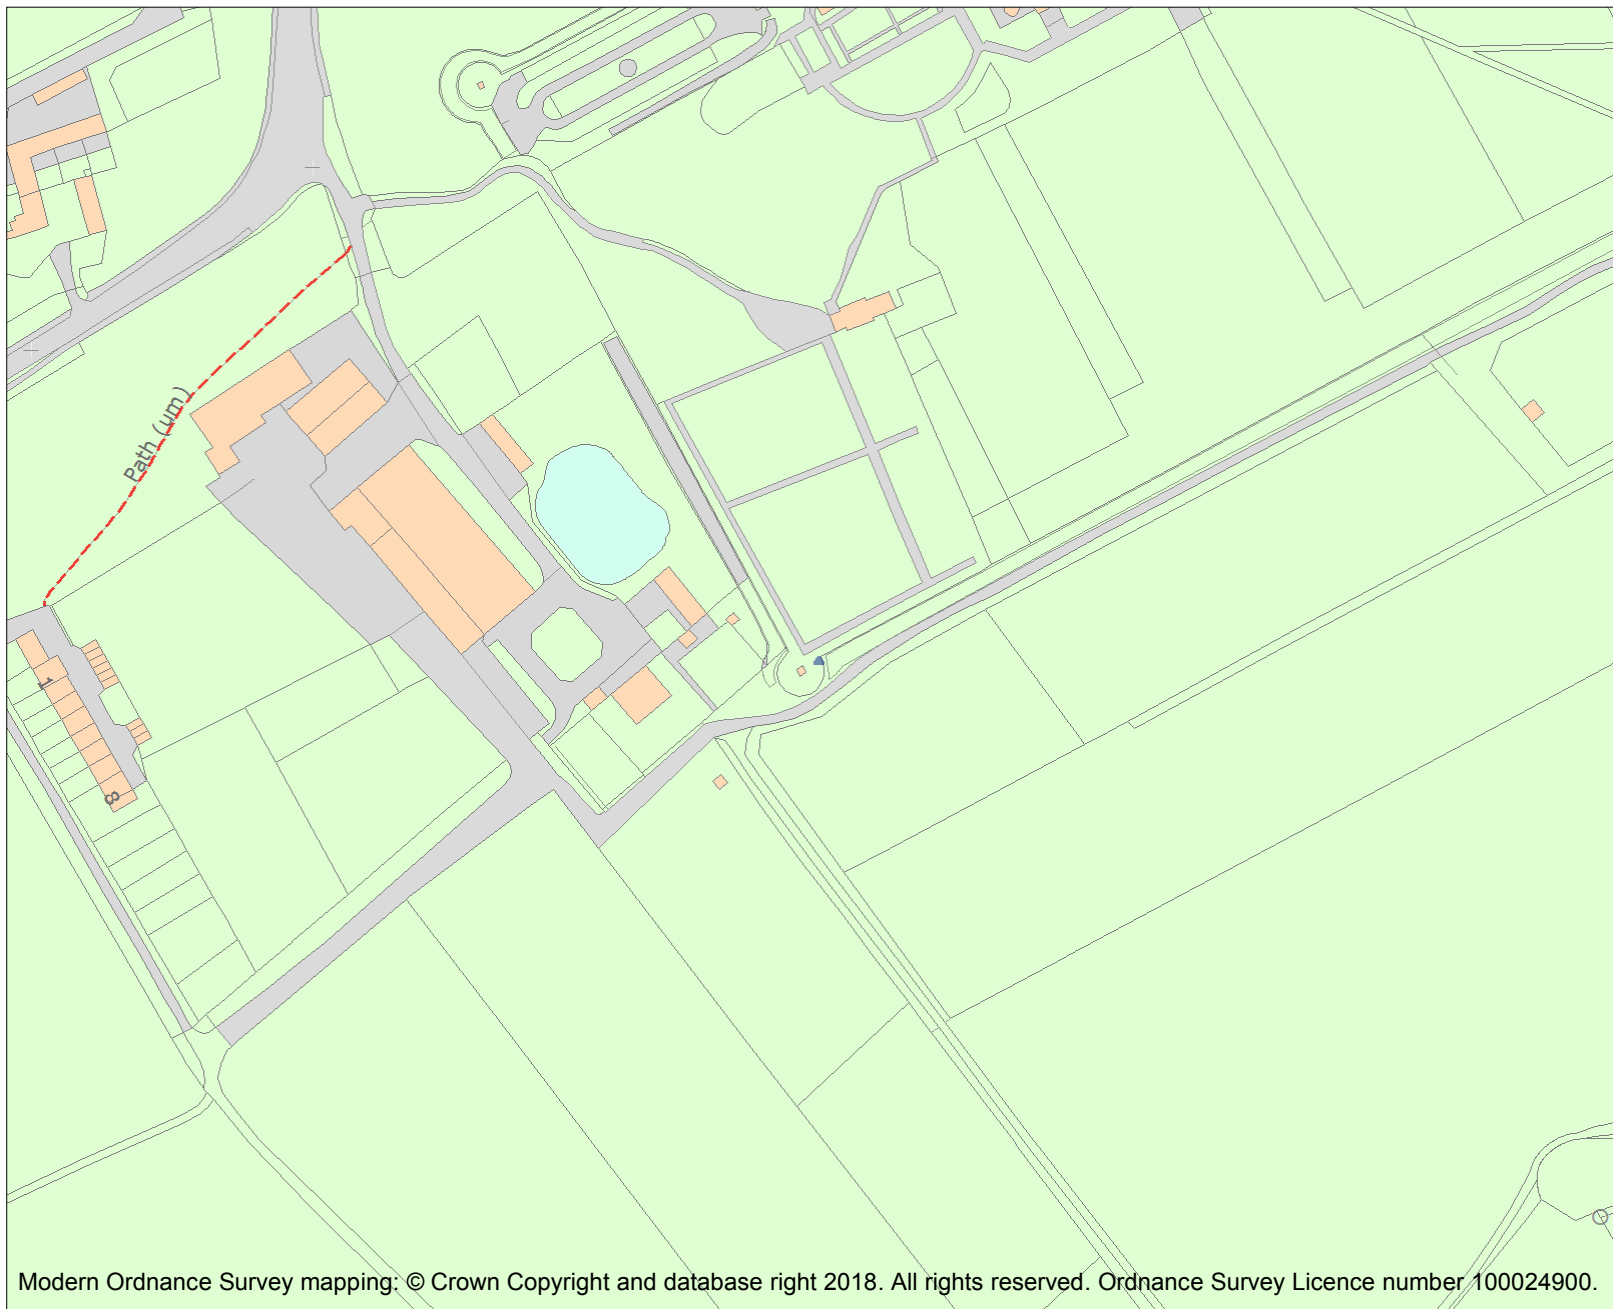 Path (um)
1
8
Modern Ordnance Survey mapping: © Crown Copyright and database right 2018. All rights reserved. Ordnance Survey Licence number 100024900.